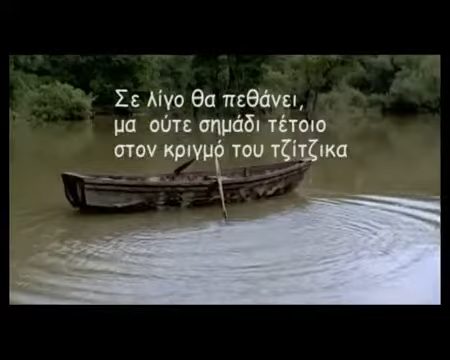 Σε λίγο θα πεθάνει,
μα ούτε σημάδι τέτοιο
στον κριγμό του τζίτζικα